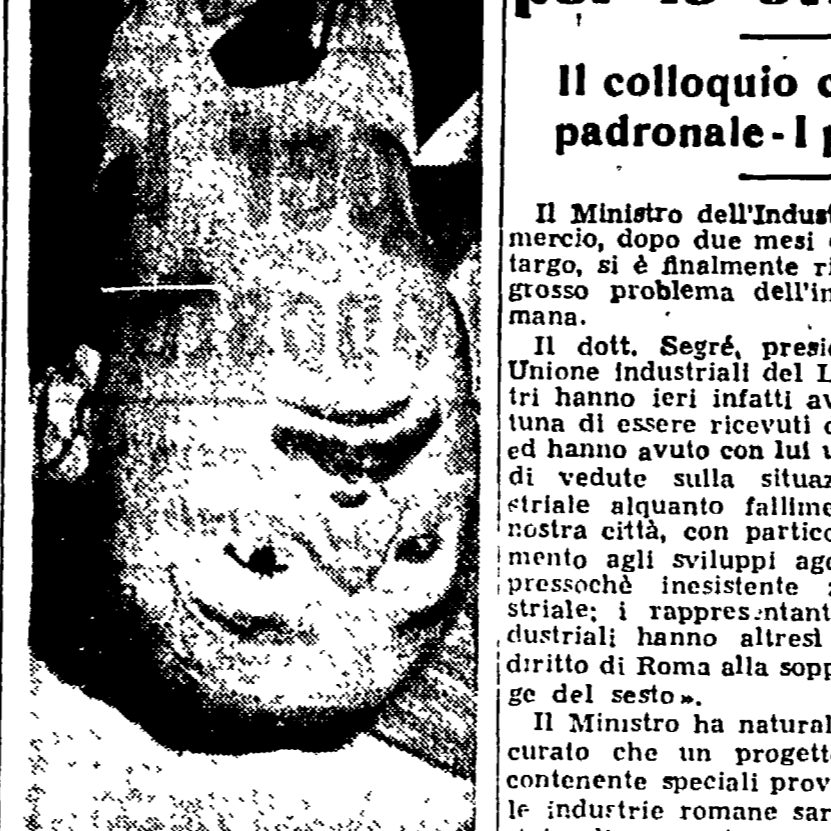 Il colloquio
padronale - I
Il Ministro dell'Indust
mercio, dopo due mesi
targo, si è finalmente ri
grosso problema dell'in
mana.
Il dott. Segré, presid
Unione industriali del L
tri hanno ieri infatti av
tuna di essere ricevuti
ed hanno avuto con lui
di vedute sulla situaz
striale alquanto fallime
nostra città, con partico
mento agli sviluppi ag
pressochè inesistente
striale; i rappresentant
dustriali hanno altresì
diritto di Roma alla sopp
ge del sesto».
Il Ministro ha natural
curato che un progett
contenente speciali prov
le industrie romane sar